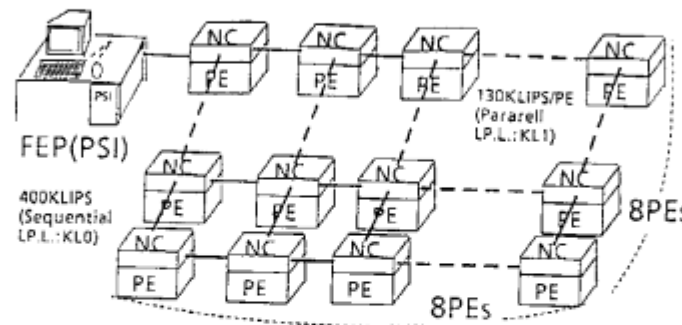 NC NC NC NC
PE PE PE PE
PSI
FEP(PSI)
130KLIPS/PE
(Pararell
LP.L.:KL1)
400KLIPS
(Sequential
LP.L.:KL0)
NC NC NC NC
PE PE PE PE
8PEs
NC NC NC NC
PE PE PE PE
8PEs